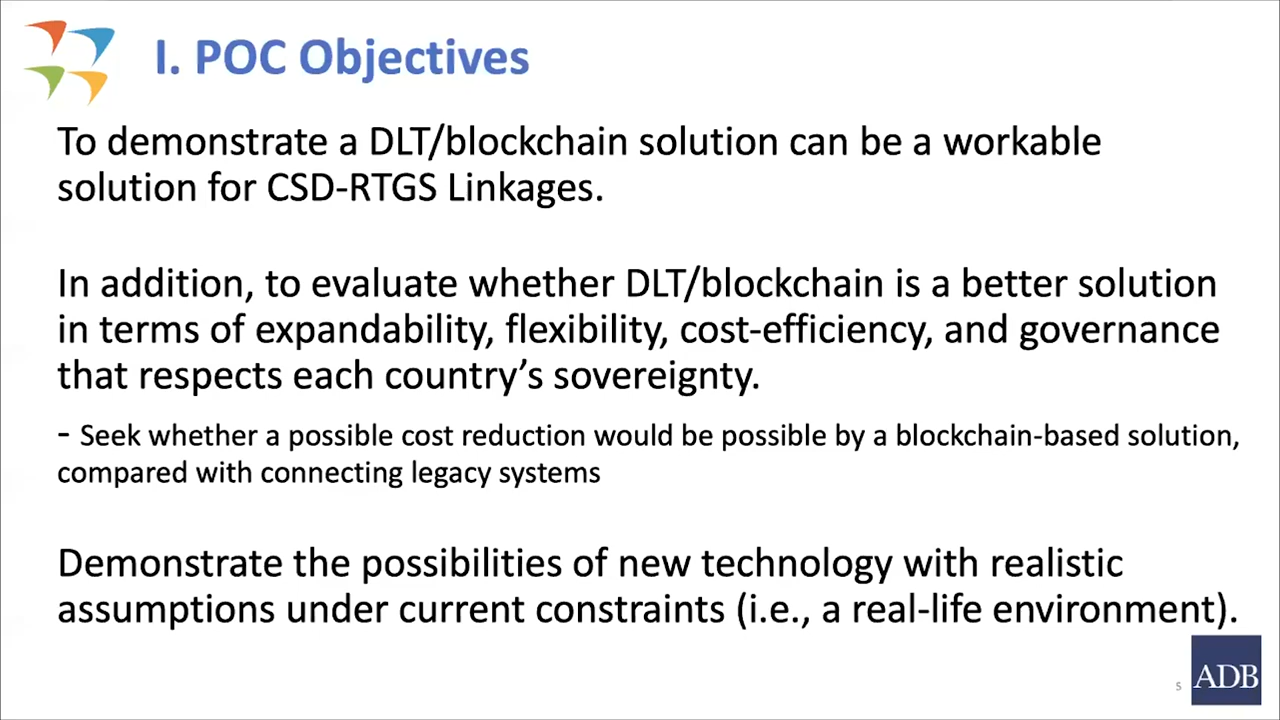 I. POC Objectives
To demonstrate a DLT/blockchain solution can be a workable
solution for CSD-RTGS Linkages.
In addition, to evaluate whether DLT/blockchain is a better solution
in terms of expandability, flexibility, cost-efficiency, and governance
that respects each country’s sovereignty.
- Seek whether a possible cost reduction would be possible by a blockchain-based solution,
compared with connecting legacy systems
Demonstrate the possibilities of new technology with realistic
assumptions under current constraints (i.e., a real-life environment).
5
ADB